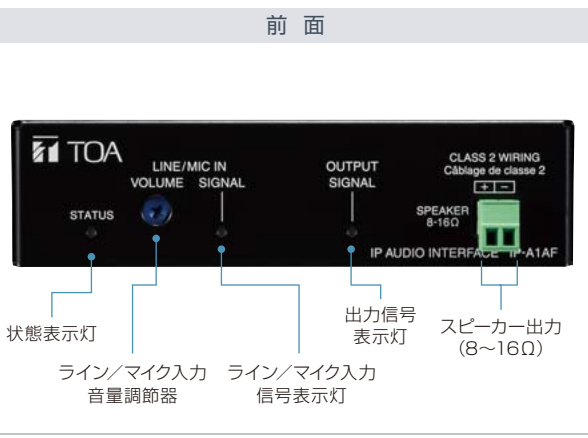 前 面
TOA
LINE/MIC IN
VOLUME SIGNAL
OUTPUT
SIGNAL
CLASS 2 WIRING
Câblage de classe 2
+ −
STATUS
SPEAKER
8-16Ω
IP AUDIO INTERFACE IP-A1AF
状態表示灯
ライン／マイク入力
音量調節器
ライン／マイク入力
信号表示灯
出力信号
表示灯
スピーカー出力
（8～16Ω）